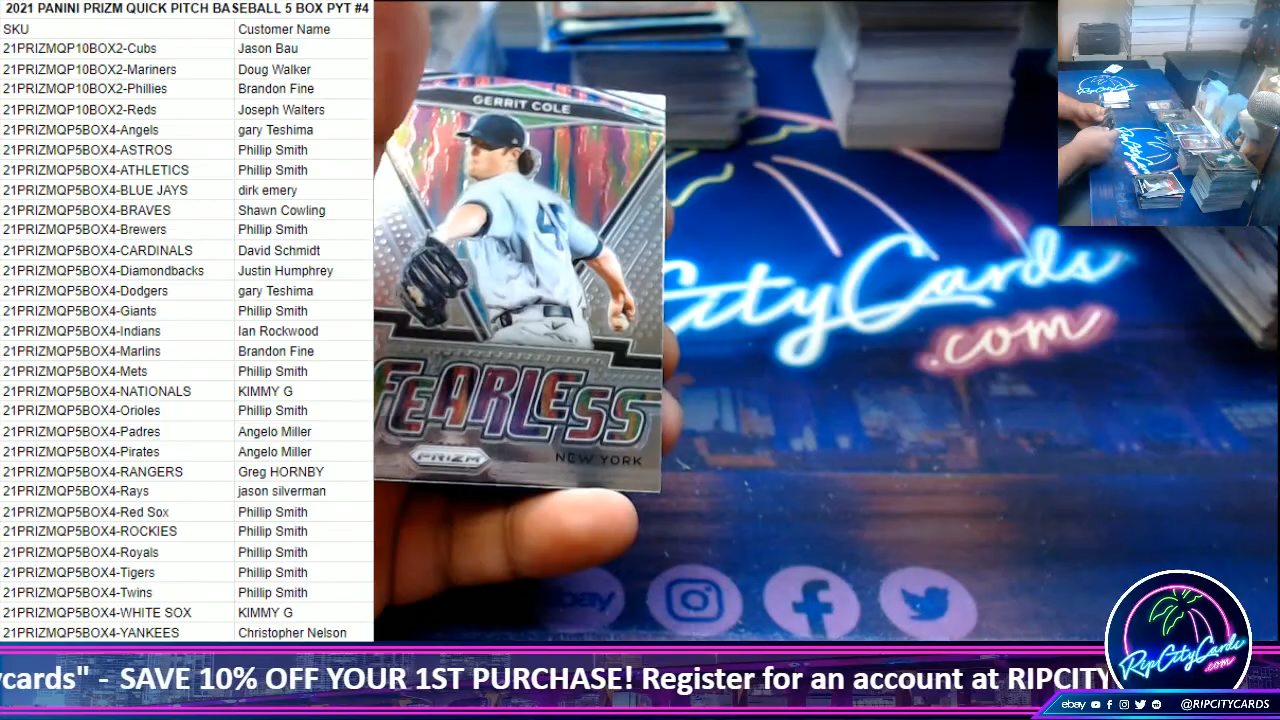 2021 PANINI PRIZM QUICK PITCH BASEBALL 5 BOX PYT #4
SKU Customer Name
21PRIZMQP10BOX2-Cubs Jason Bau
21PRIZMQP10BOX2-Mariners Doug Walker
21PRIZMQP10BOX2-Phillies Brandon Fine
21PRIZMQP10BOX2-Reds Joseph Walters
21PRIZMQP5BOX4-Angels gary Teshima
21PRIZMQP5BOX4-ASTROS Phillip Smith
21PRIZMQP5BOX4-ATHLETICS Phillip Smith
21PRIZMQP5BOX4-BLUE JAYS dirk emery
21PRIZMQP5BOX4-BRAVES Shawn Cowling
21PRIZMQP5BOX4-Brewers Phillip Smith
21PRIZMQP5BOX4-CARDINALS David Schmidt
21PRIZMQP5BOX4-Diamondbacks Justin Humphrey
21PRIZMQP5BOX4-Dodgers gary Teshima
21PRIZMQP5BOX4-Giants Phillip Smith
21PRIZMQP5BOX4-Indians Ian Rockwood
21PRIZMQP5BOX4-Marlins Brandon Fine
21PRIZMQP5BOX4-Mets Phillip Smith
21PRIZMQP5BOX4-NATIONALS KIMMY G
21PRIZMQP5BOX4-Orioles Phillip Smith
21PRIZMQP5BOX4-Padres Angelo Miller
21PRIZMQP5BOX4-Pirates Angelo Miller
21PRIZMQP5BOX4-RANGERS Greg HORNBY
21PRIZMQP5BOX4-Rays jason silverman
21PRIZMQP5BOX4-Red Sox Phillip Smith
21PRIZMQP5BOX4-ROCKIES Phillip Smith
21PRIZMQP5BOX4-Royals Phillip Smith
21PRIZMQP5BOX4-Tigers Phillip Smith
21PRIZMQP5BOX4-Twins Phillip Smith
21PRIZMQP5BOX4-WHITE SOX KIMMY G
21PRIZMQP5BOX4-YANKEES Christopher Nelson
GERRIT COLE
45
FEARLESS
PRIZM
NEW YORK
CityCards
.com
ebay
RipCityCards
.com
ycards" - SAVE 10% OFF YOUR 1ST PURCHASE! Register for an account at RIPCITY
ebay @RIPCITYCARDS